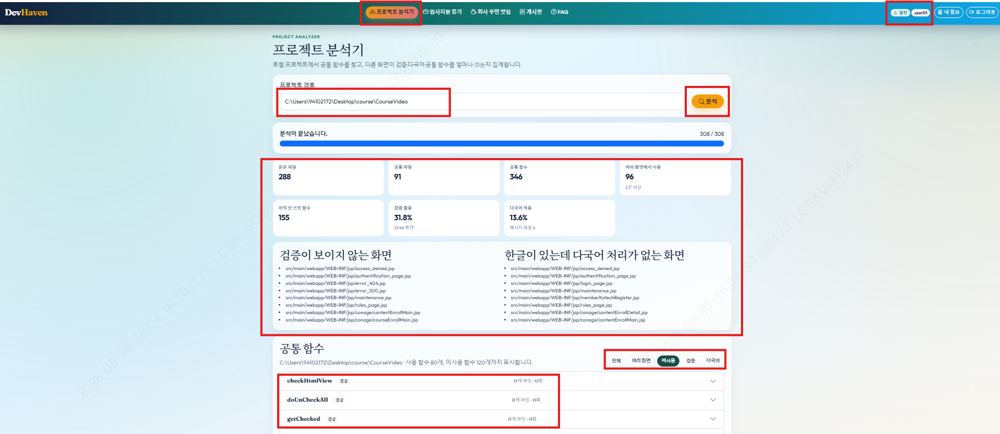 DevHaven 프로젝트 분석기 입사지원 찾기 회사 주변 맛집 게시판 FAQ 일반 user01 내 정보 로그아웃
PROJECT ANALYZER
프로젝트 분석기
로컬 프로젝트에서 공통 함수를 찾고, 다른 화면이 검증·다국어·공통 함수를 얼마나 쓰는지 집계합니다.
프로젝트 경로
C:\Users\94102172\Desktop\course\CourseVideo 분석
분석이 끝났습니다. 308 / 308
읽은 파일 공통 파일 공통 함수 여러 화면에서 사용
288 91 346 96
2곳 이상
아직 안 쓰인 함수 검증 활용 다국어 적용
155 31.8% 13.6%
21/66 화면 메시지 파일 4
검증이 보이지 않는 화면
src/main/webapp/WEB-INF/jsp/access_denied.jsp
src/main/webapp/WEB-INF/jsp/authentification_page.jsp
src/main/webapp/WEB-INF/jsp/error_404.jsp
src/main/webapp/WEB-INF/jsp/error_500.jsp
src/main/webapp/WEB-INF/jsp/maintenance.jsp
src/main/webapp/WEB-INF/jsp/rules_page.jsp
src/main/webapp/WEB-INF/jsp/conage/contentEnrollMain.jsp
src/main/webapp/WEB-INF/jsp/conage/courseEnrollMain.jsp
한글이 있는데 다국어 처리가 없는 화면
src/main/webapp/WEB-INF/jsp/access_denied.jsp
src/main/webapp/WEB-INF/jsp/authentification_page.jsp
src/main/webapp/WEB-INF/jsp/login_page.jsp
src/main/webapp/WEB-INF/jsp/maintenance.jsp
src/main/webapp/WEB-INF/jsp/memberKotechRegister.jsp
src/main/webapp/WEB-INF/jsp/rules_page.jsp
src/main/webapp/WEB-INF/jsp/conage/contentEnrollDetail.jsp
src/main/webapp/WEB-INF/jsp/conage/contentEnrollMain.jsp
공통 함수
C:\Users\94102172\Desktop\course\CourseVideo · 사용 함수 80개, 미사용 함수 120개까지 표시합니다. 전체 여러 화면 미사용 검증 다국어
checkHtmlView 검증 0개 파일 · 0회
doUnCheckAll 검증 0개 파일 · 0회
getChecked 검증 0개 파일 · 0회
2026-09-30 16:04 94102172 LCSKVM12431
2026-09-30 16:04 94102172 LCSKVM12431